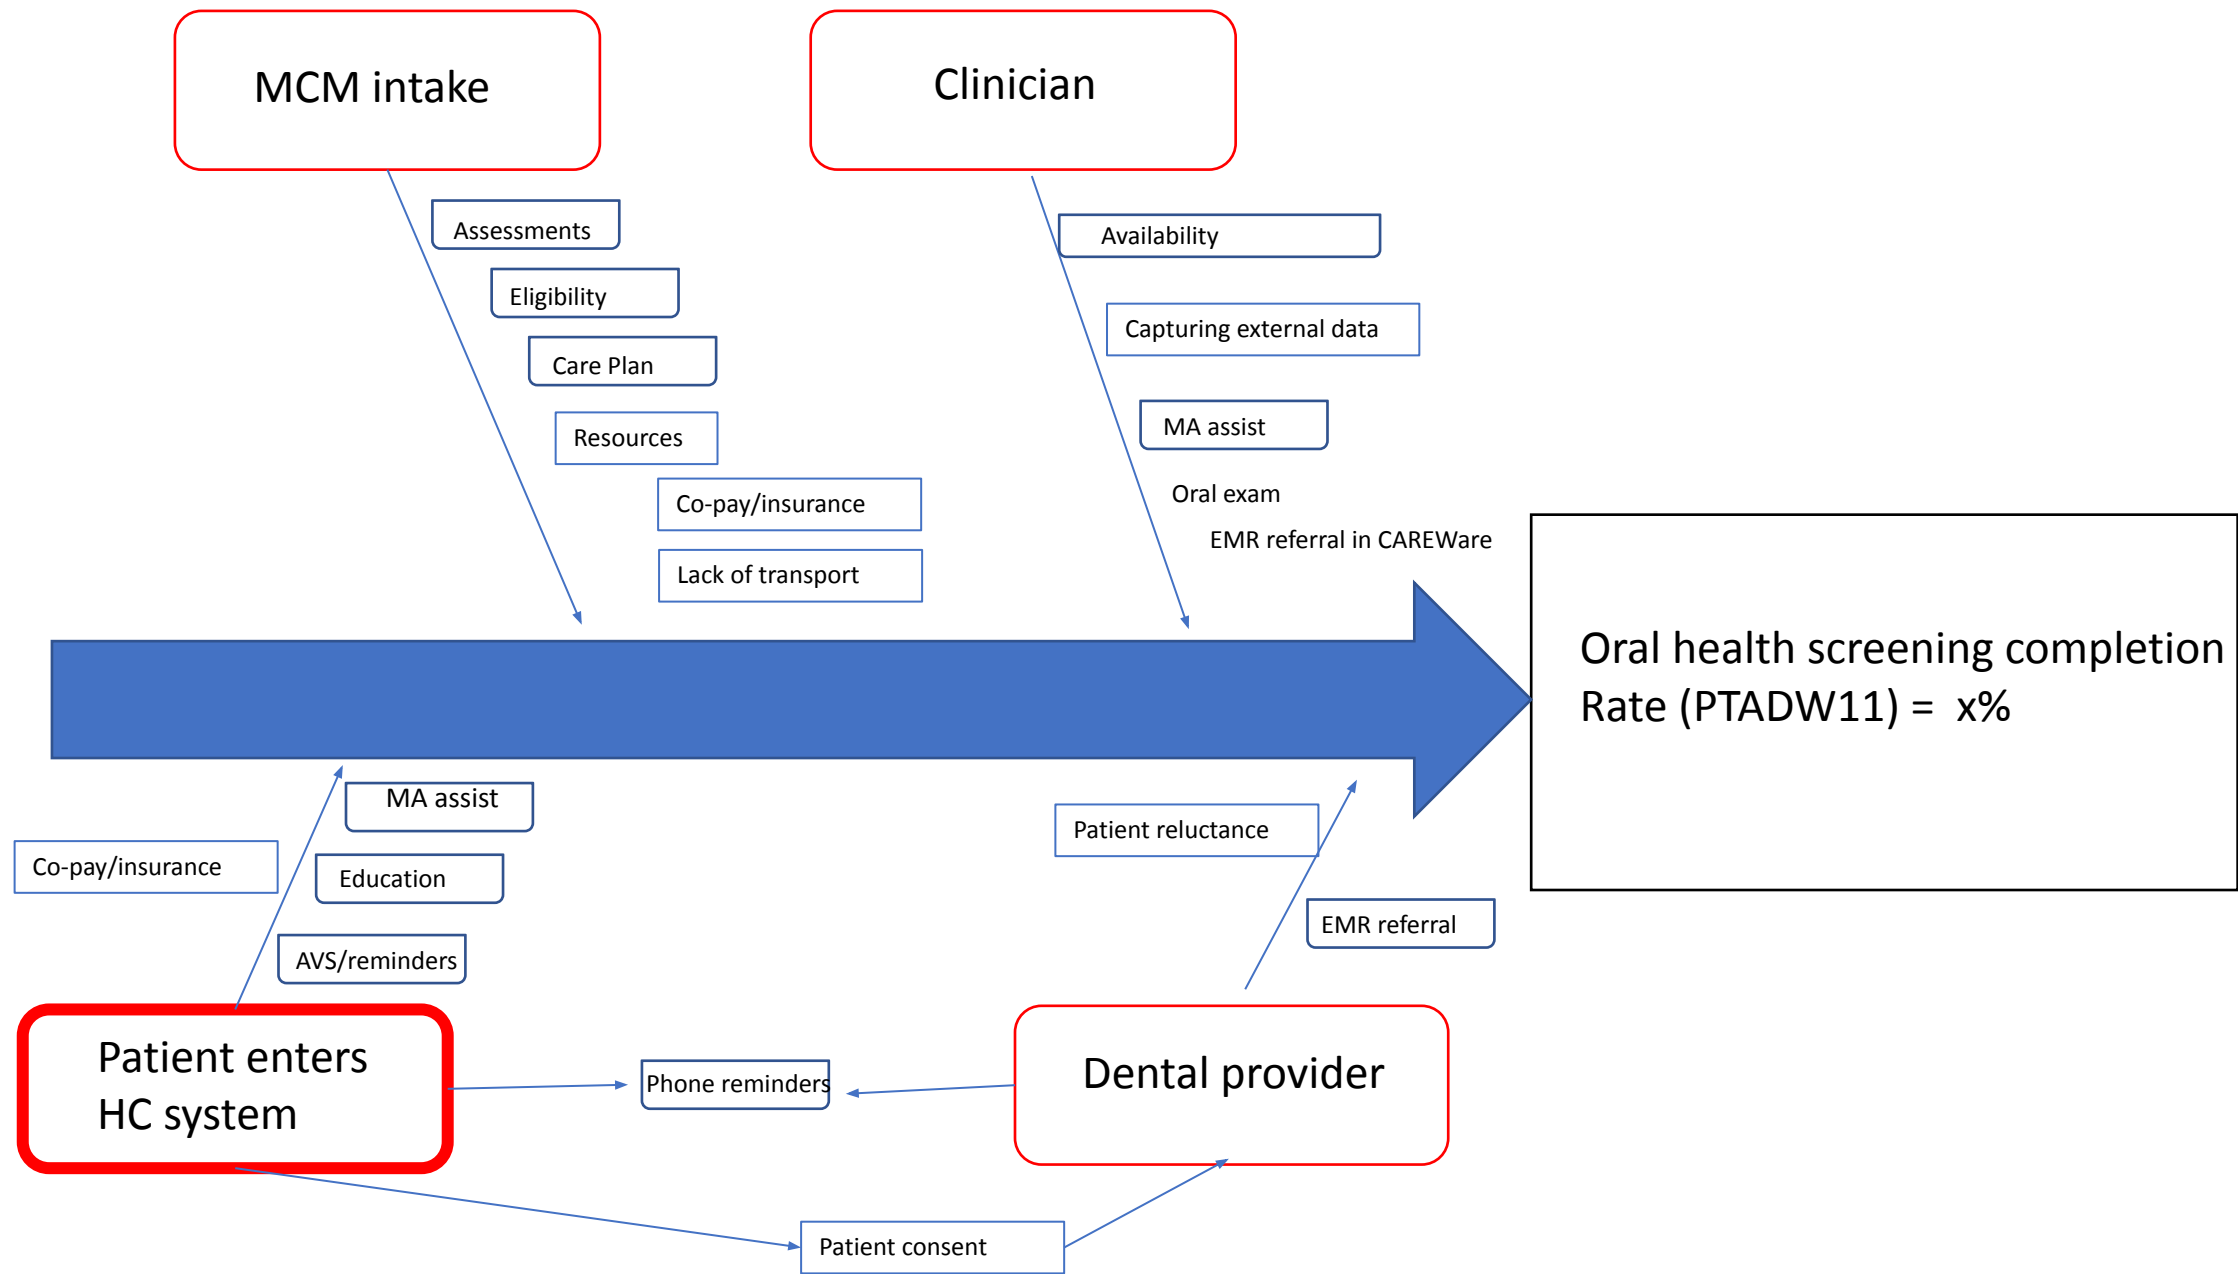 MCM intake
Clinician
Assessments
Availability
Eligibility
Capturing external data
Care Plan
MA assist
Resources
Oral exam
Co-pay/insurance
EMR referral in CAREWare
Lack of transport
Oral health screening completion
Rate (PTADW11) = x%
MA assist
Patient reluctance
Co-pay/insurance
Education
EMR referral
AVS/reminders
Patient enters
HC system
Phone reminders
Dental provider
Patient consent